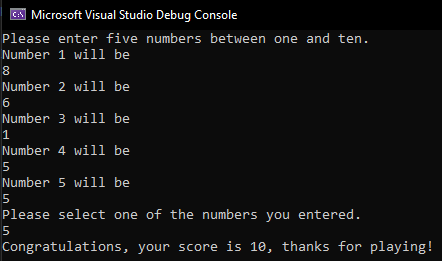 Microsoft Visual Studio Debug Console
Please enter five numbers between one and ten.
Number 1 will be
8
Number 2 will be
6
Number 3 will be
1
Number 4 will be
5
Number 5 will be
5
Please select one of the numbers you entered.
5
Congratulations, your score is 10, thanks for playing!